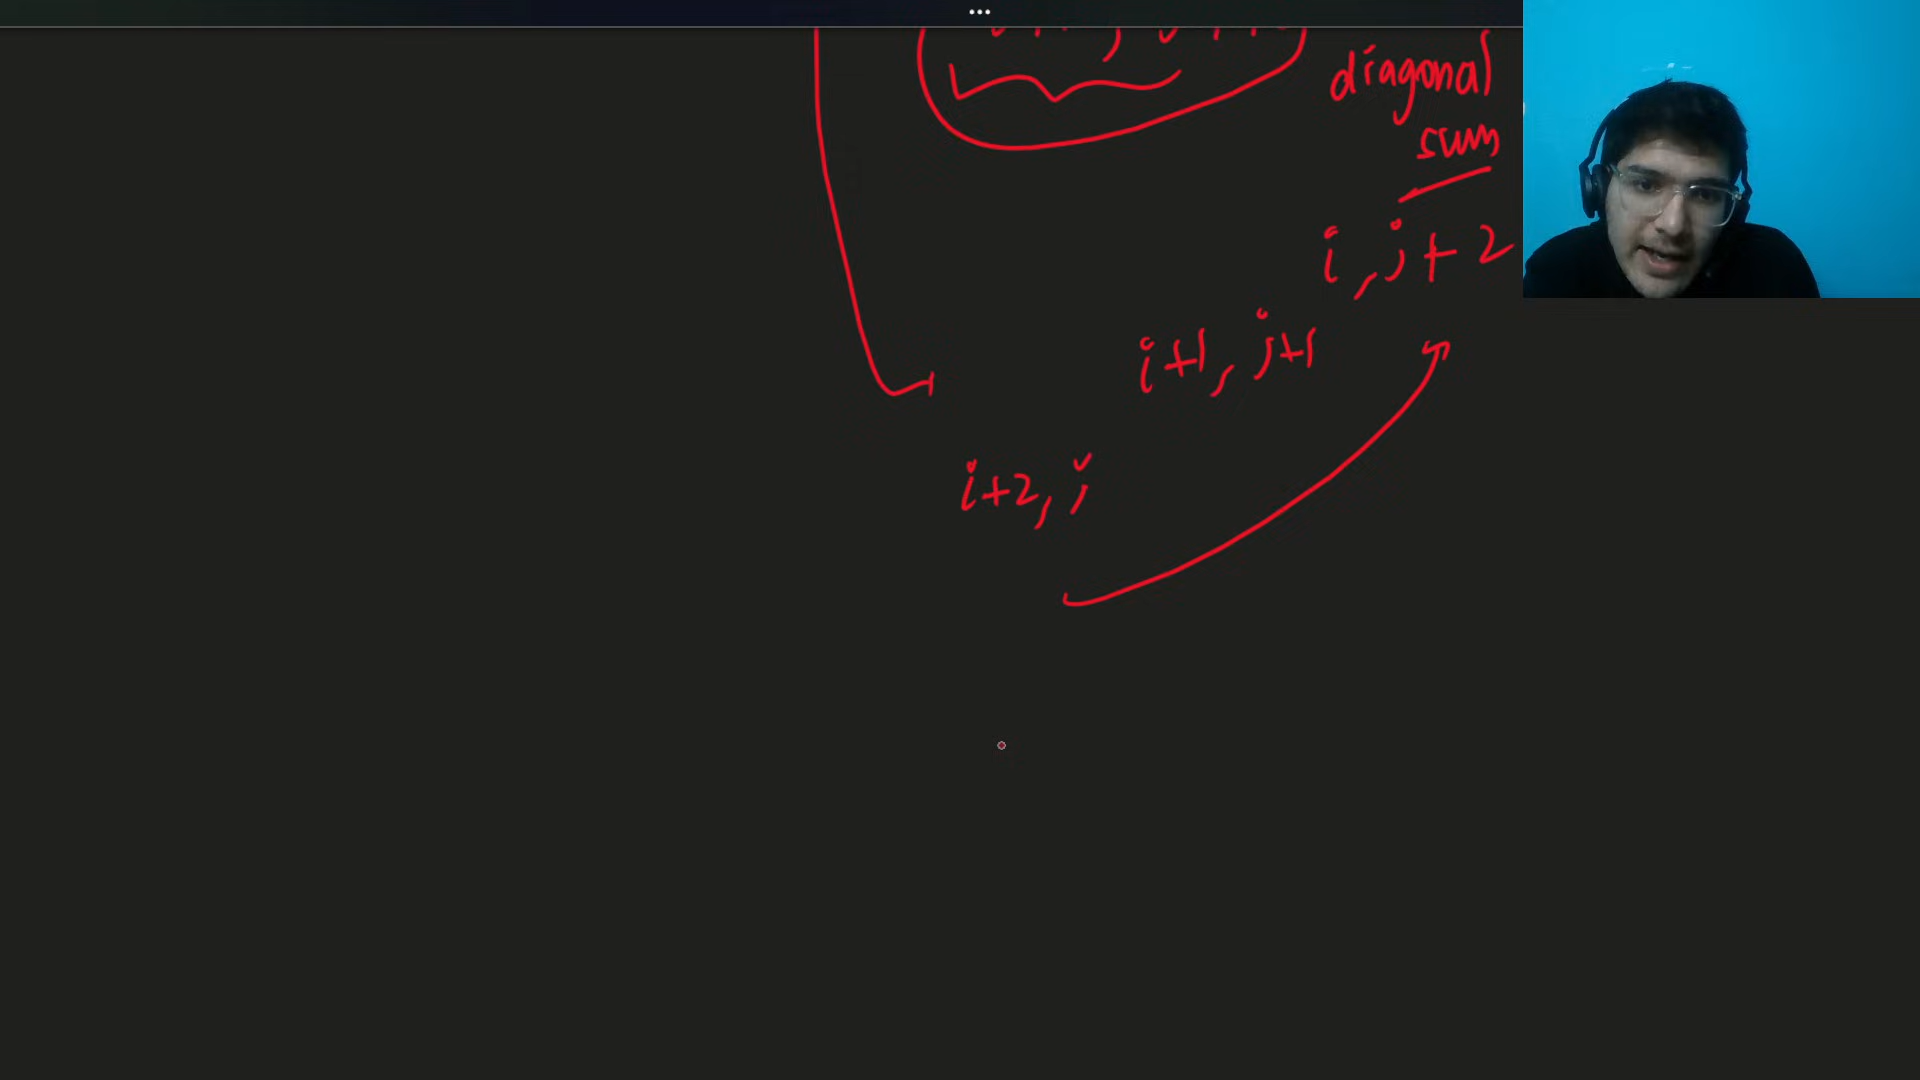 diagonal
sum
i, j+2
i+1, j+1
i+2, j